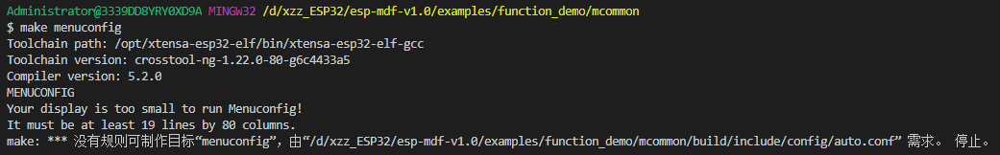 Administrator@3339DD8YRY0XD9A MINGW32 /d/xzz_ESP32/esp-mdf-v1.0/examples/function_demo/mcommon
$ make menuconfig
Toolchain path: /opt/xtensa-esp32-elf/bin/xtensa-esp32-elf-gcc
Toolchain version: crosstool-ng-1.22.0-80-g6c4433a5
Compiler version: 5.2.0
MENUCONFIG
Your display is too small to run Menuconfig!
It must be at least 19 lines by 80 columns.
make: *** 没有规则可制作目标“menuconfig”，由“/d/xzz_ESP32/esp-mdf-v1.0/examples/function_demo/mcommon/build/include/config/auto.conf” 需求。 停止。